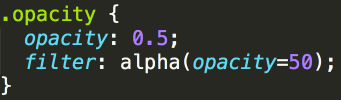 .opacity {
  opacity: 0.5;
  filter: alpha(opacity=50);
}